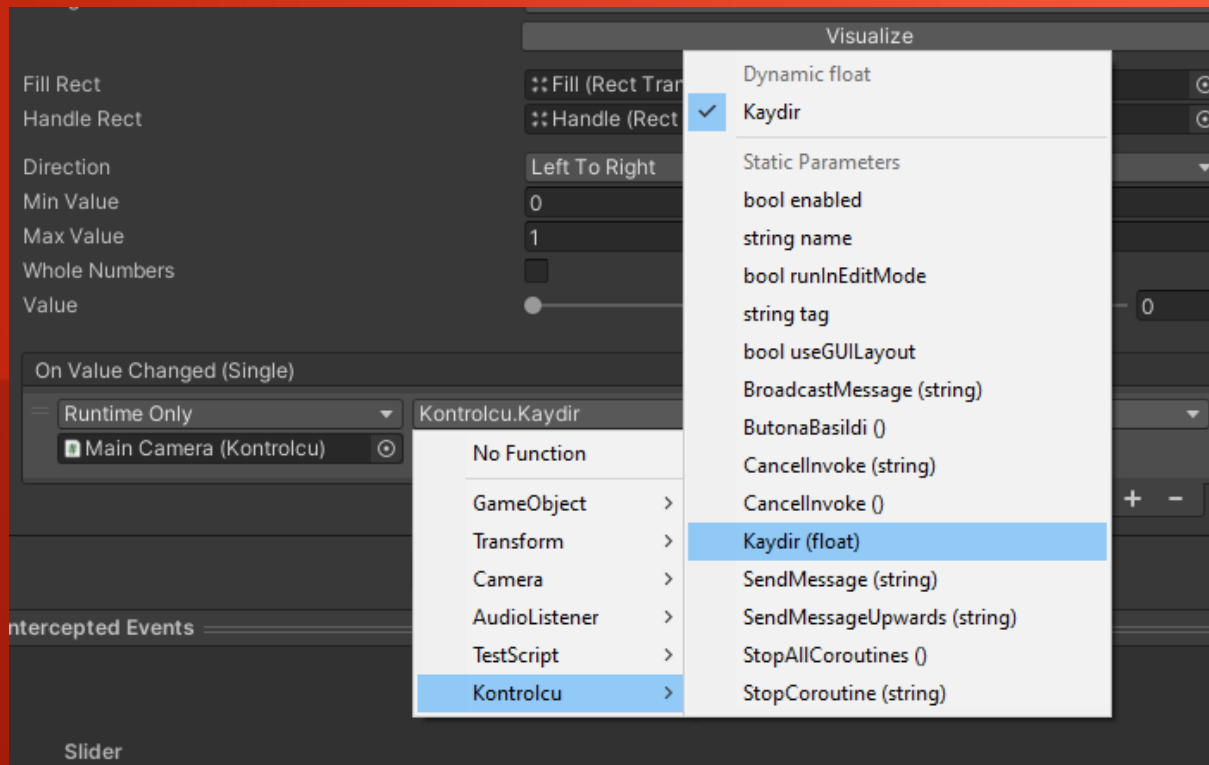 Visualize
Fill Rect
Fill (Rect Tran
Handle Rect
Handle (Rect
Direction
Left To Right
Min Value
0
Max Value
1
Whole Numbers
Value
0
On Value Changed (Single)
Runtime Only
Kontrolcu.Kaydir
Main Camera (Kontrolcu)
No Function
GameObject
Transform
Camera
AudioListener
TestScript
Kontrolcu
Dynamic float
Kaydir
Static Parameters
bool enabled
string name
bool runInEditMode
string tag
bool useGUILayout
BroadcastMessage (string)
ButonaBasildi ()
CancelInvoke (string)
CancelInvoke ()
Kaydir (float)
SendMessage (string)
SendMessageUpwards (string)
StopAllCoroutines ()
StopCoroutine (string)
ntercepted Events
Slider